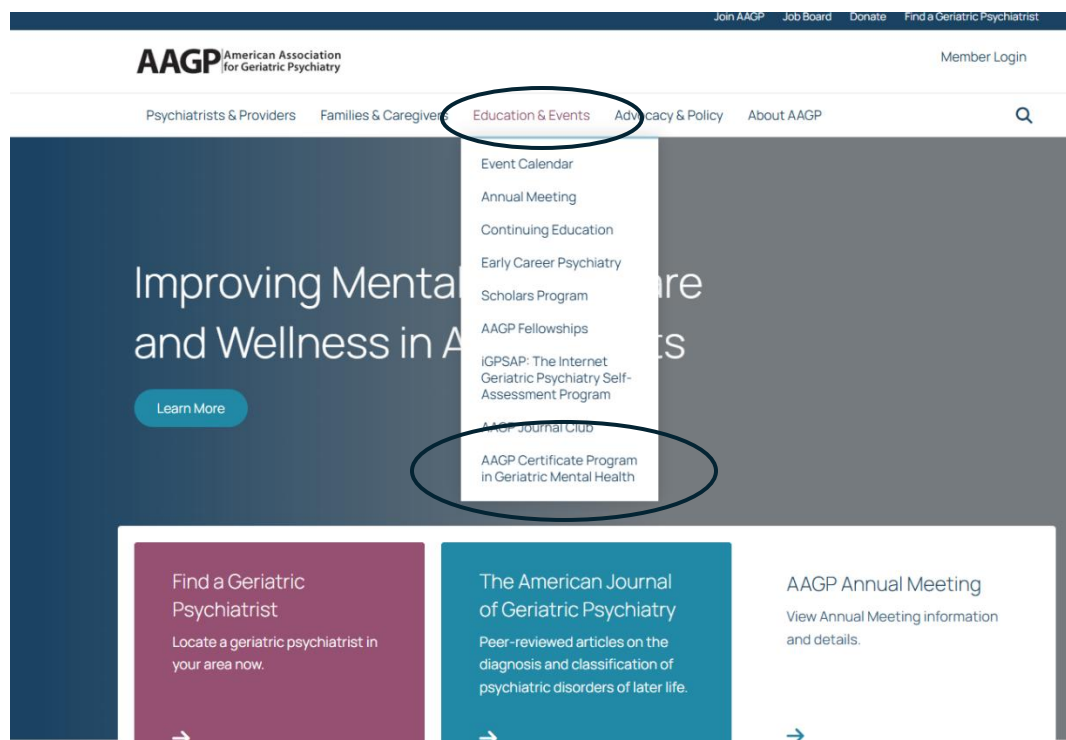 Join AAGP Job Board Donate Find a Geriatric Psychiatrist
AAGP American Association
for Geriatric Psychiatry
Member Login
Psychiatrists & Providers Families & Caregivers Education & Events Advocacy & Policy About AAGP
Event Calendar
Annual Meeting
Continuing Education
Early Career Psychiatry
Scholars Program
AAGP Fellowships
iGPSAP: The Internet
Geriatric Psychiatry Self-
Assessment Program
AAGP Journal Club
AAGP Certificate Program
in Geriatric Mental Health
Improving Mental re
and Wellness in A ts
Learn More
Find a Geriatric
Psychiatrist
Locate a geriatric psychiatrist in
your area now.
The American Journal
of Geriatric Psychiatry
Peer-reviewed articles on the
diagnosis and classification of
psychiatric disorders of later life.
AAGP Annual Meeting
View Annual Meeting information
and details.